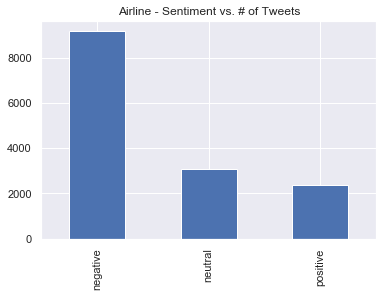 Airline - Sentiment vs. # of Tweets
8000
6000
4000
2000
0
negative
neutral
positive